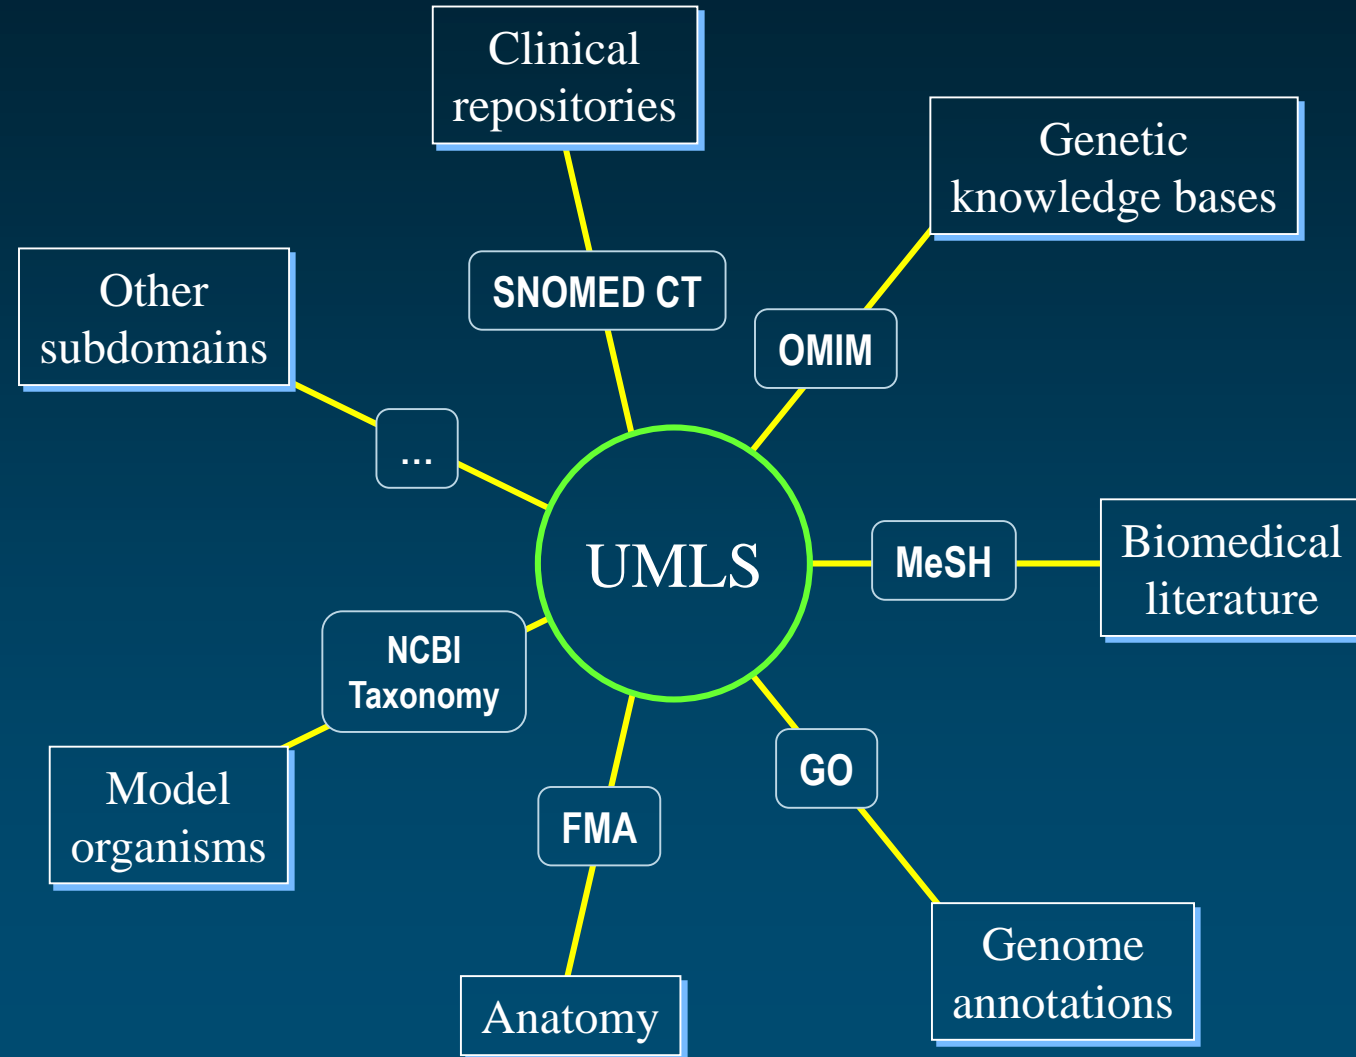 Clinical
repositories
Genetic
knowledge bases
Other
subdomains
SNOMED CT
OMIM
...
UMLS
MeSH
Biomedical
literature
NCBI
Taxonomy
GO
Model
organisms
FMA
Genome
annotations
Anatomy